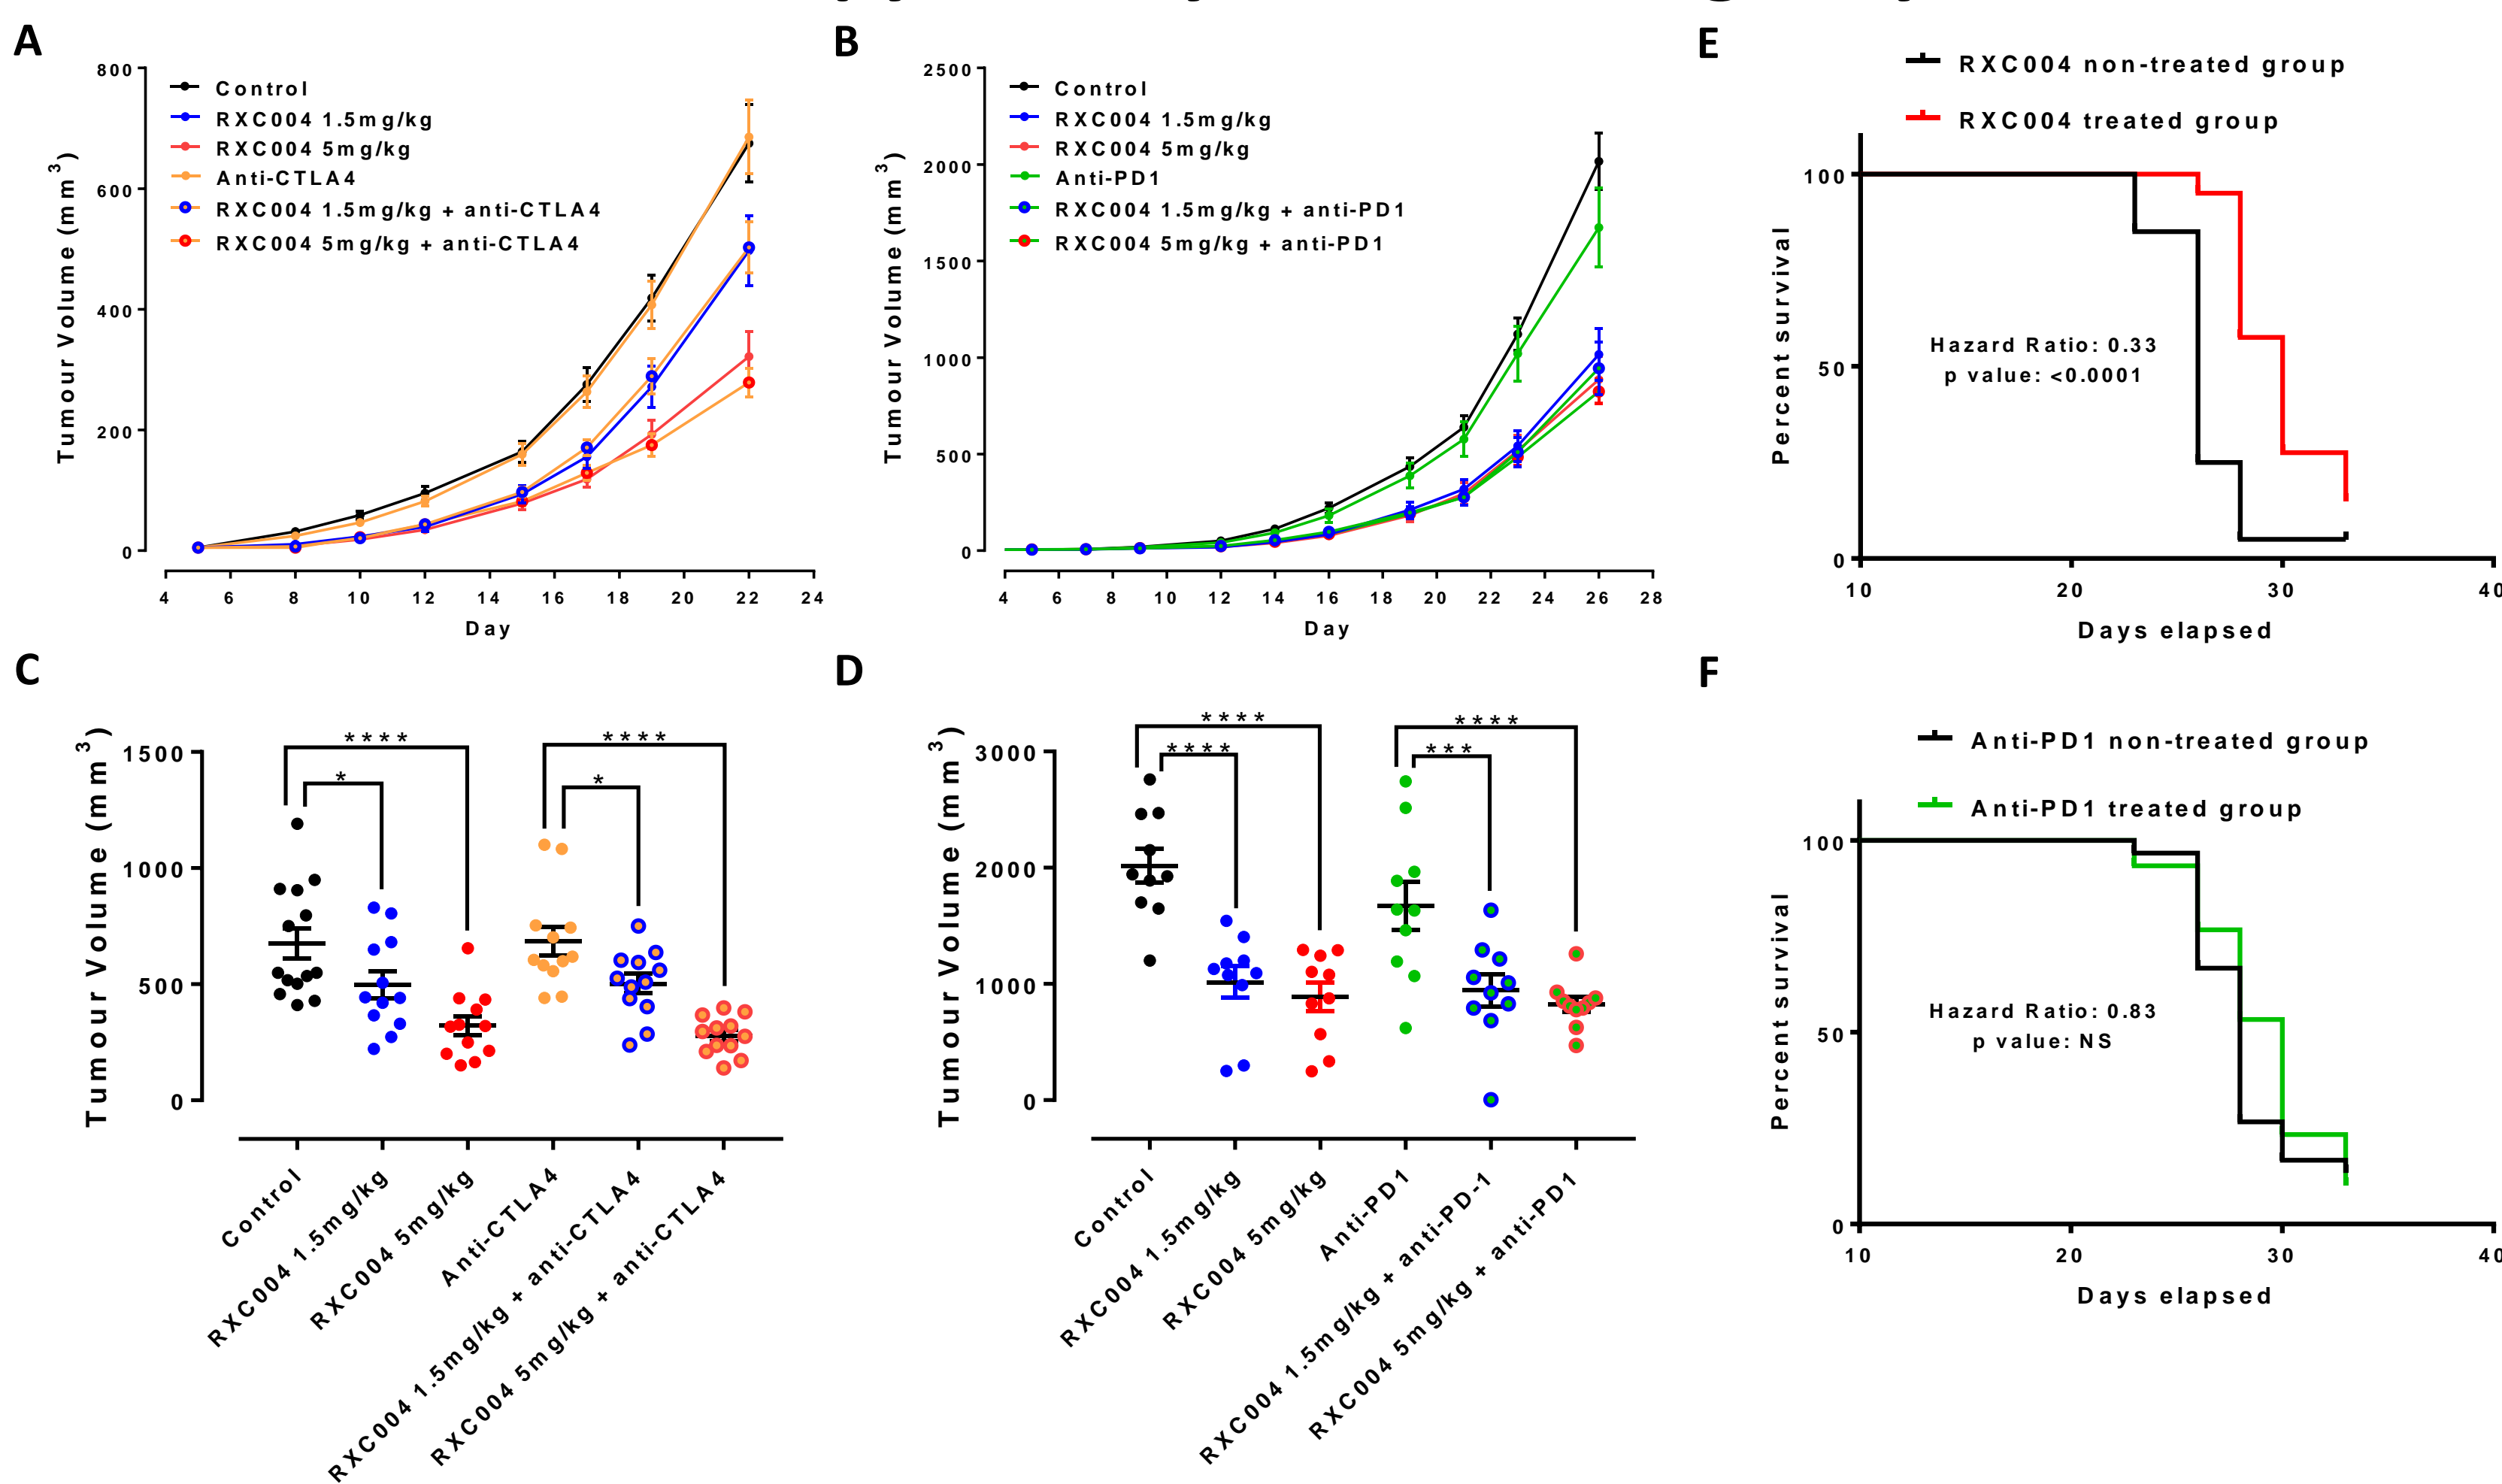 A
800
600
400
200
0
Tumour Volume (mm3)
Control
RXC004 1.5mg/kg
RXC004 5mg/kg
Anti-CTLA4
RXC004 1.5mg/kg + anti-CTLA4
RXC004 5mg/kg + anti-CTLA4
4 6 8 10 12 14 16 18 20 22 24
Day
B
2500
2000
1500
1000
500
0
Tumour Volume (mm3)
Control
RXC004 1.5mg/kg
RXC004 5mg/kg
Anti-PD1
RXC004 1.5mg/kg + anti-PD1
RXC004 5mg/kg + anti-PD1
4 6 8 10 12 14 16 18 20 22 24 26 28
Day
E
RXC004 non-treated group
RXC004 treated group
100
50
0
Percent survival
Hazard Ratio: 0.33
p value: <0.0001
10 20 30 40
Days elapsed
C
1500
1000
500
0
Tumour Volume (mm3)
****
*
****
*
Control
RXC004 1.5mg/kg
RXC004 5mg/kg
Anti-CTLA4
RXC004 1.5mg/kg + anti-CTLA4
RXC004 5mg/kg + anti-CTLA4
D
3000
2000
1000
0
Tumour Volume (mm3)
****
****
****
***
Control
RXC004 1.5mg/kg
RXC004 5mg/kg
Anti-PD1
RXC004 1.5mg/kg + anti-PD-1
RXC004 5mg/kg + anti-PD1
F
Anti-PD1 non-treated group
Anti-PD1 treated group
100
50
0
Percent survival
Hazard Ratio: 0.83
p value: NS
10 20 30 40
Days elapsed